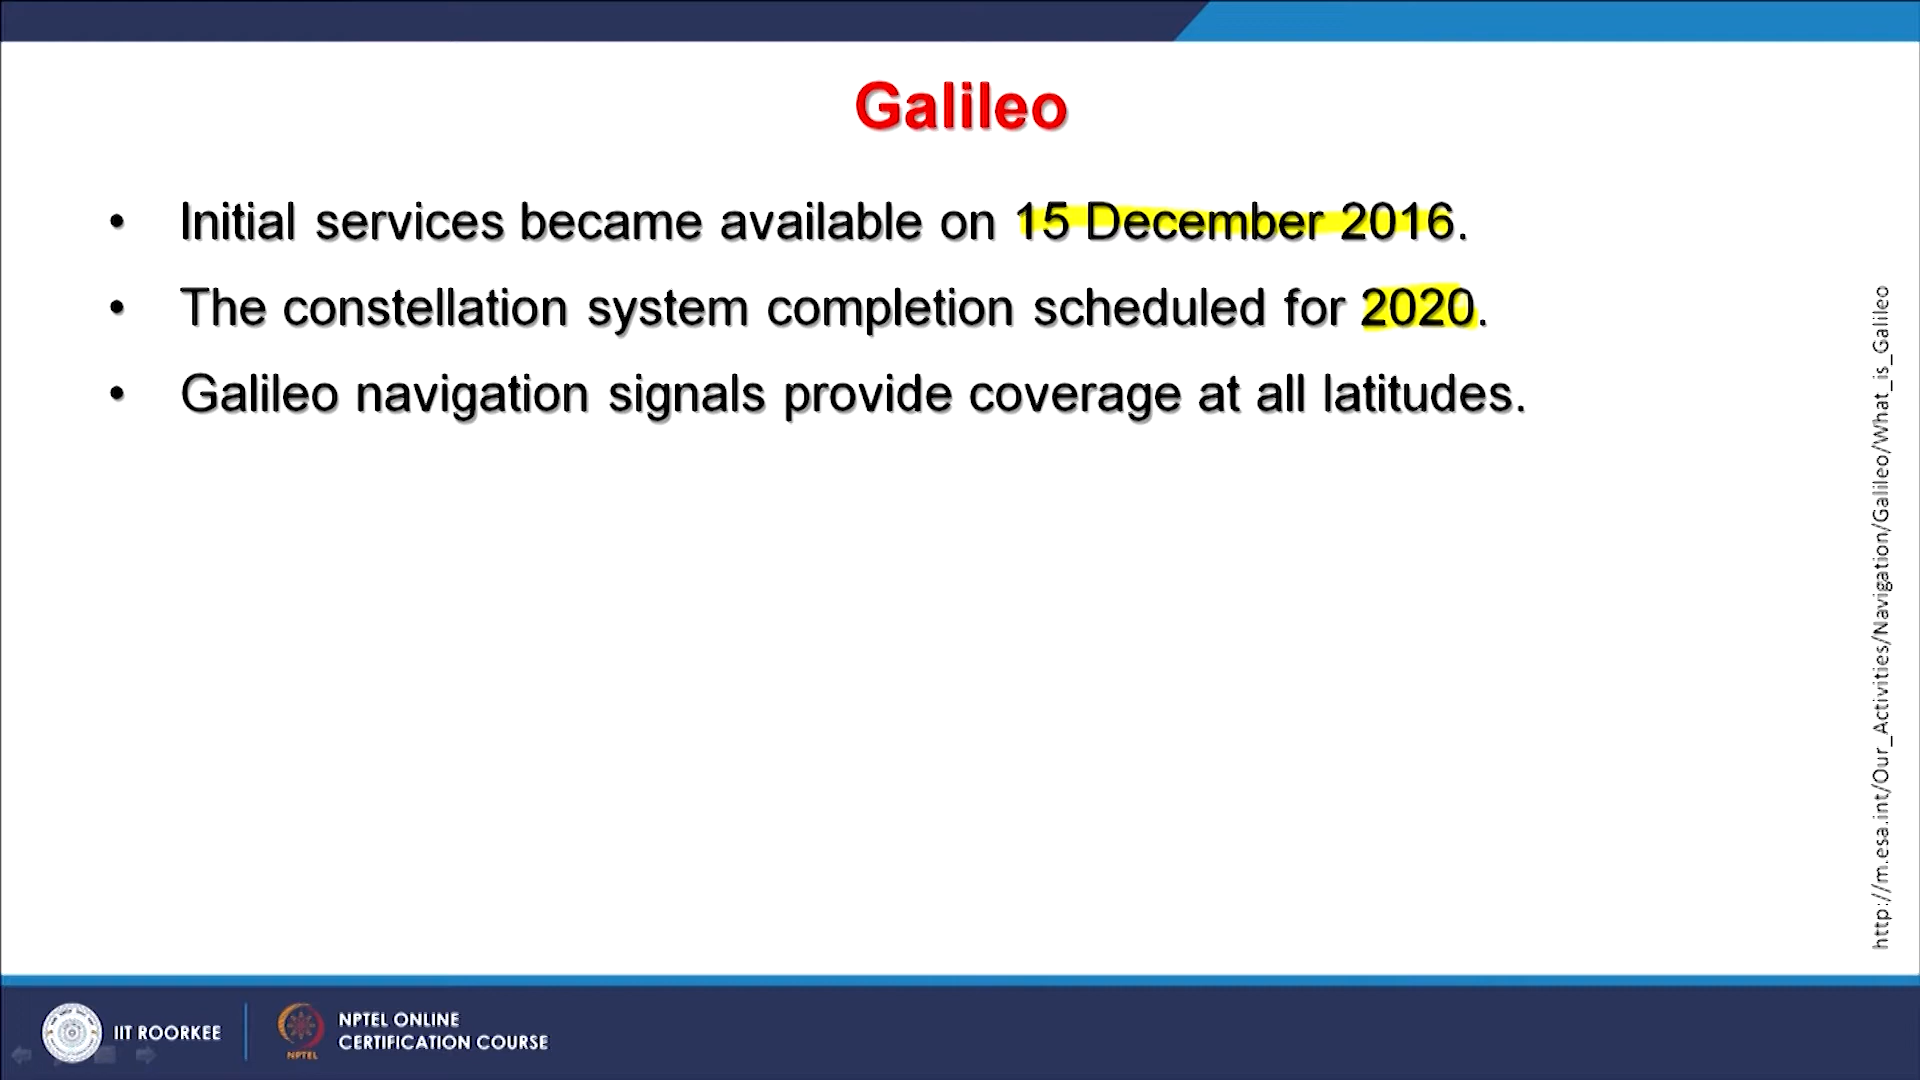 Galileo
• Initial services became available on 15 December 2016.
• The constellation system completion scheduled for 2020.
• Galileo navigation signals provide coverage at all latitudes.
http://m.esa.int/Our_Activities/Navigation/Galileo/What_is_Galileo
IIT ROORKEE
NPTEL
NPTEL ONLINE
CERTIFICATION COURSE